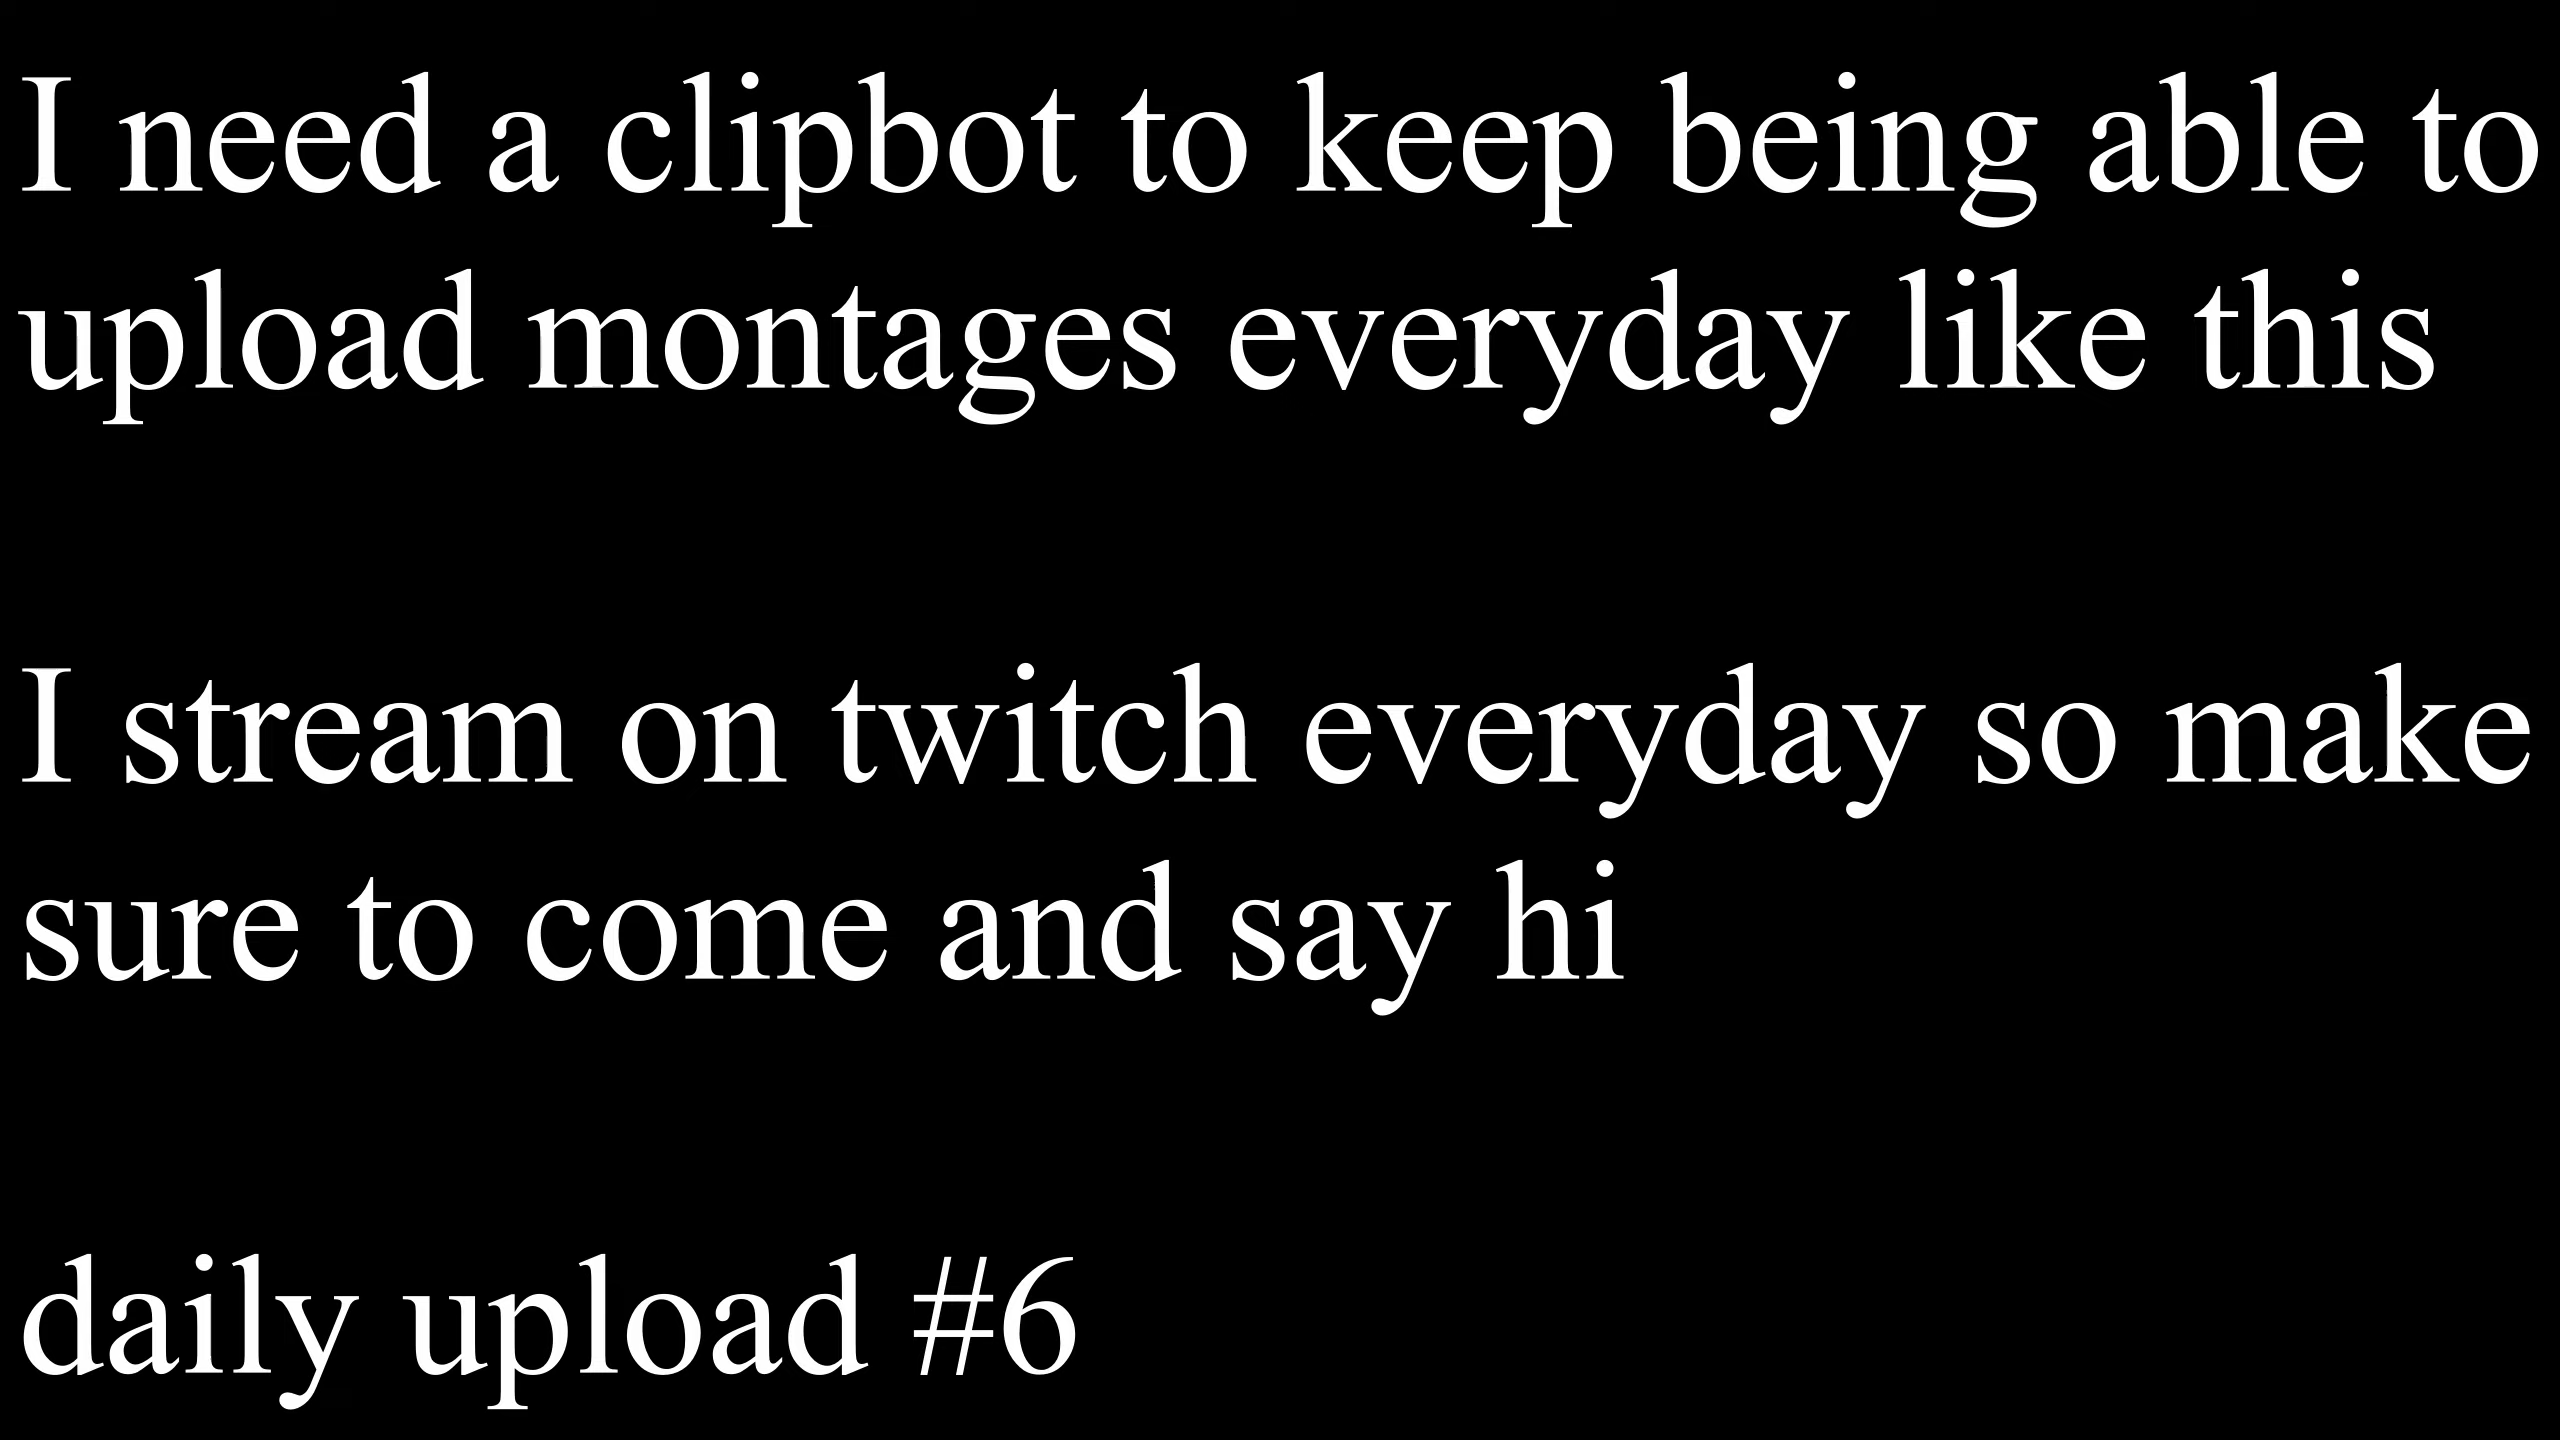 I need a clipbot to keep being able to
upload montages everyday like this
I stream on twitch everyday so make
sure to come and say hi
daily upload #6